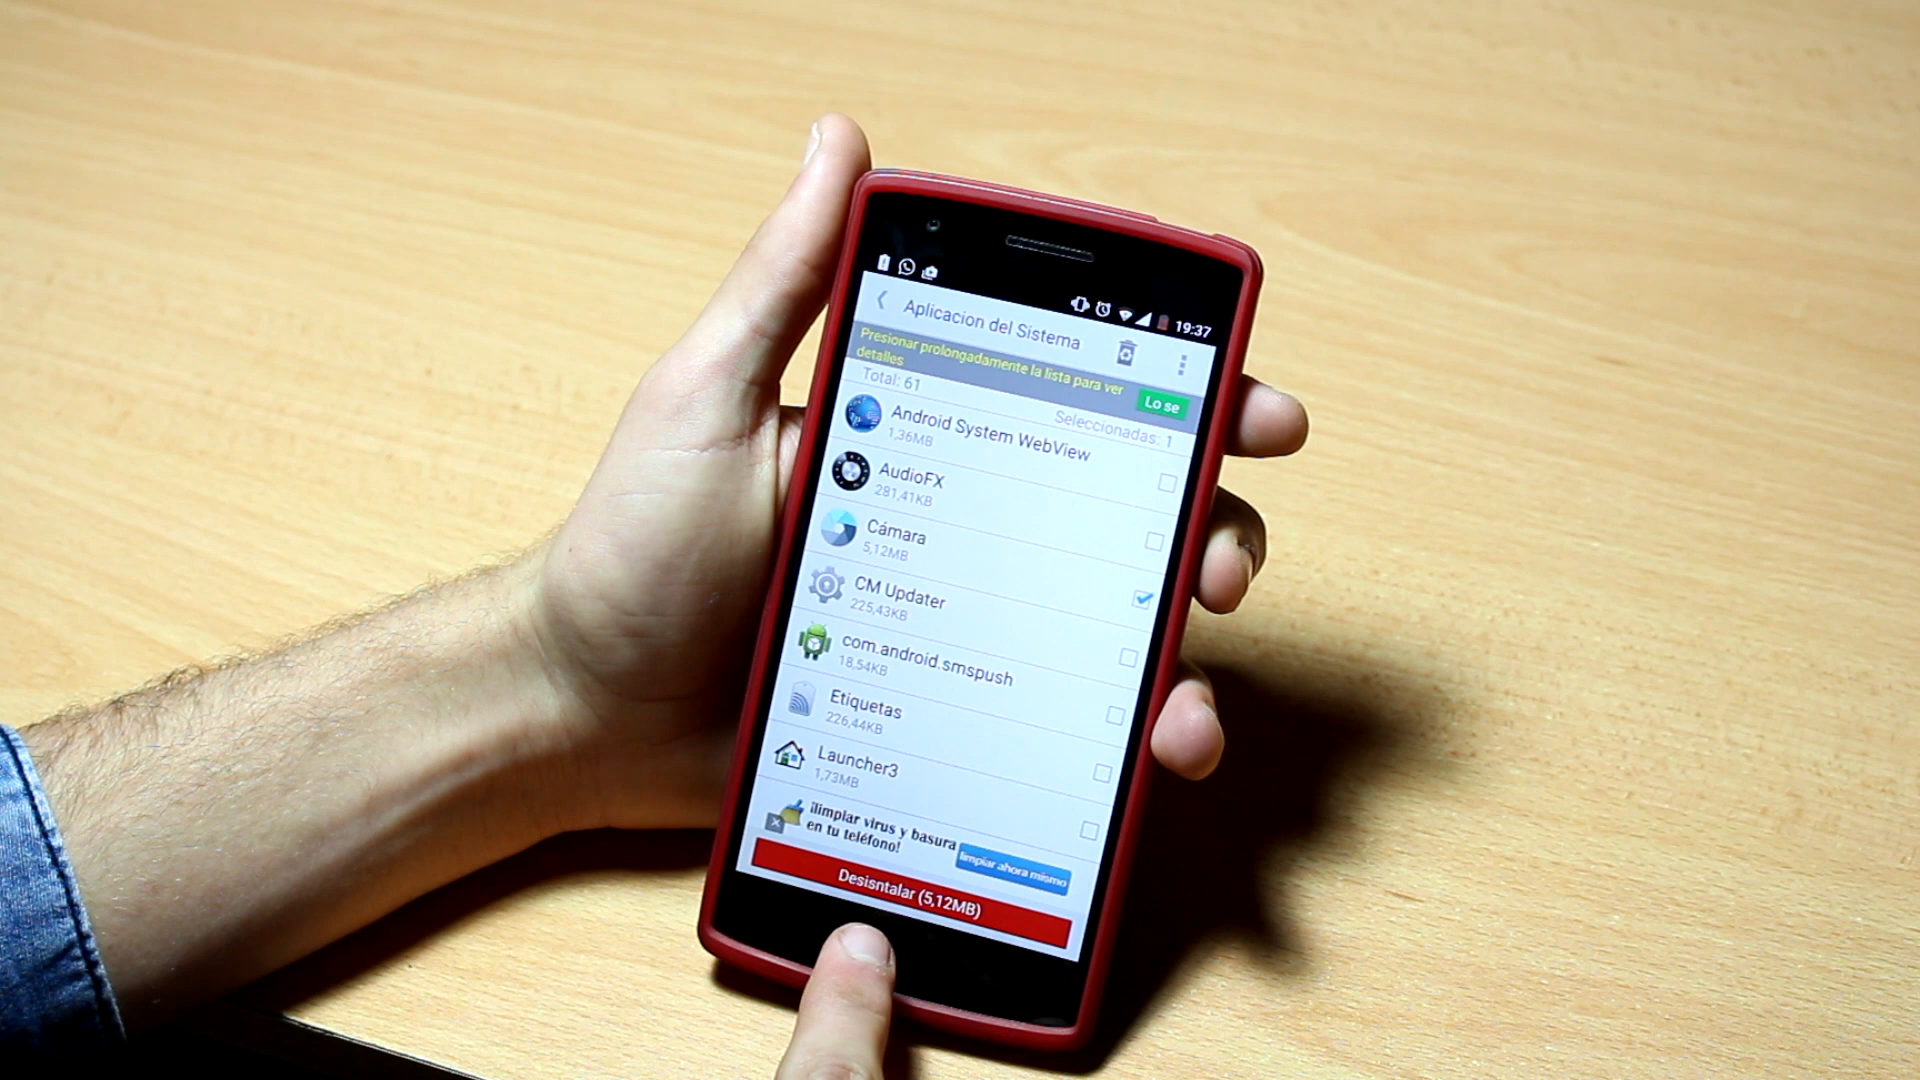 19:37
Aplicacion del Sistema
Presionar prolongadamente la lista para ver
detalles
Lo se
Total: 61
Seleccionadas: 1
Android System WebView
1,36MB
AudioFX
281,41KB
Cámara
5,12MB
CM Updater
225,43KB
com.android.smspush
18,54KB
Etiquetas
226,44KB
Launcher3
1,73MB
¡limpiar virus y basura
en tu teléfono!
limpiar ahora mismo
Desisntalar (5,12MB)